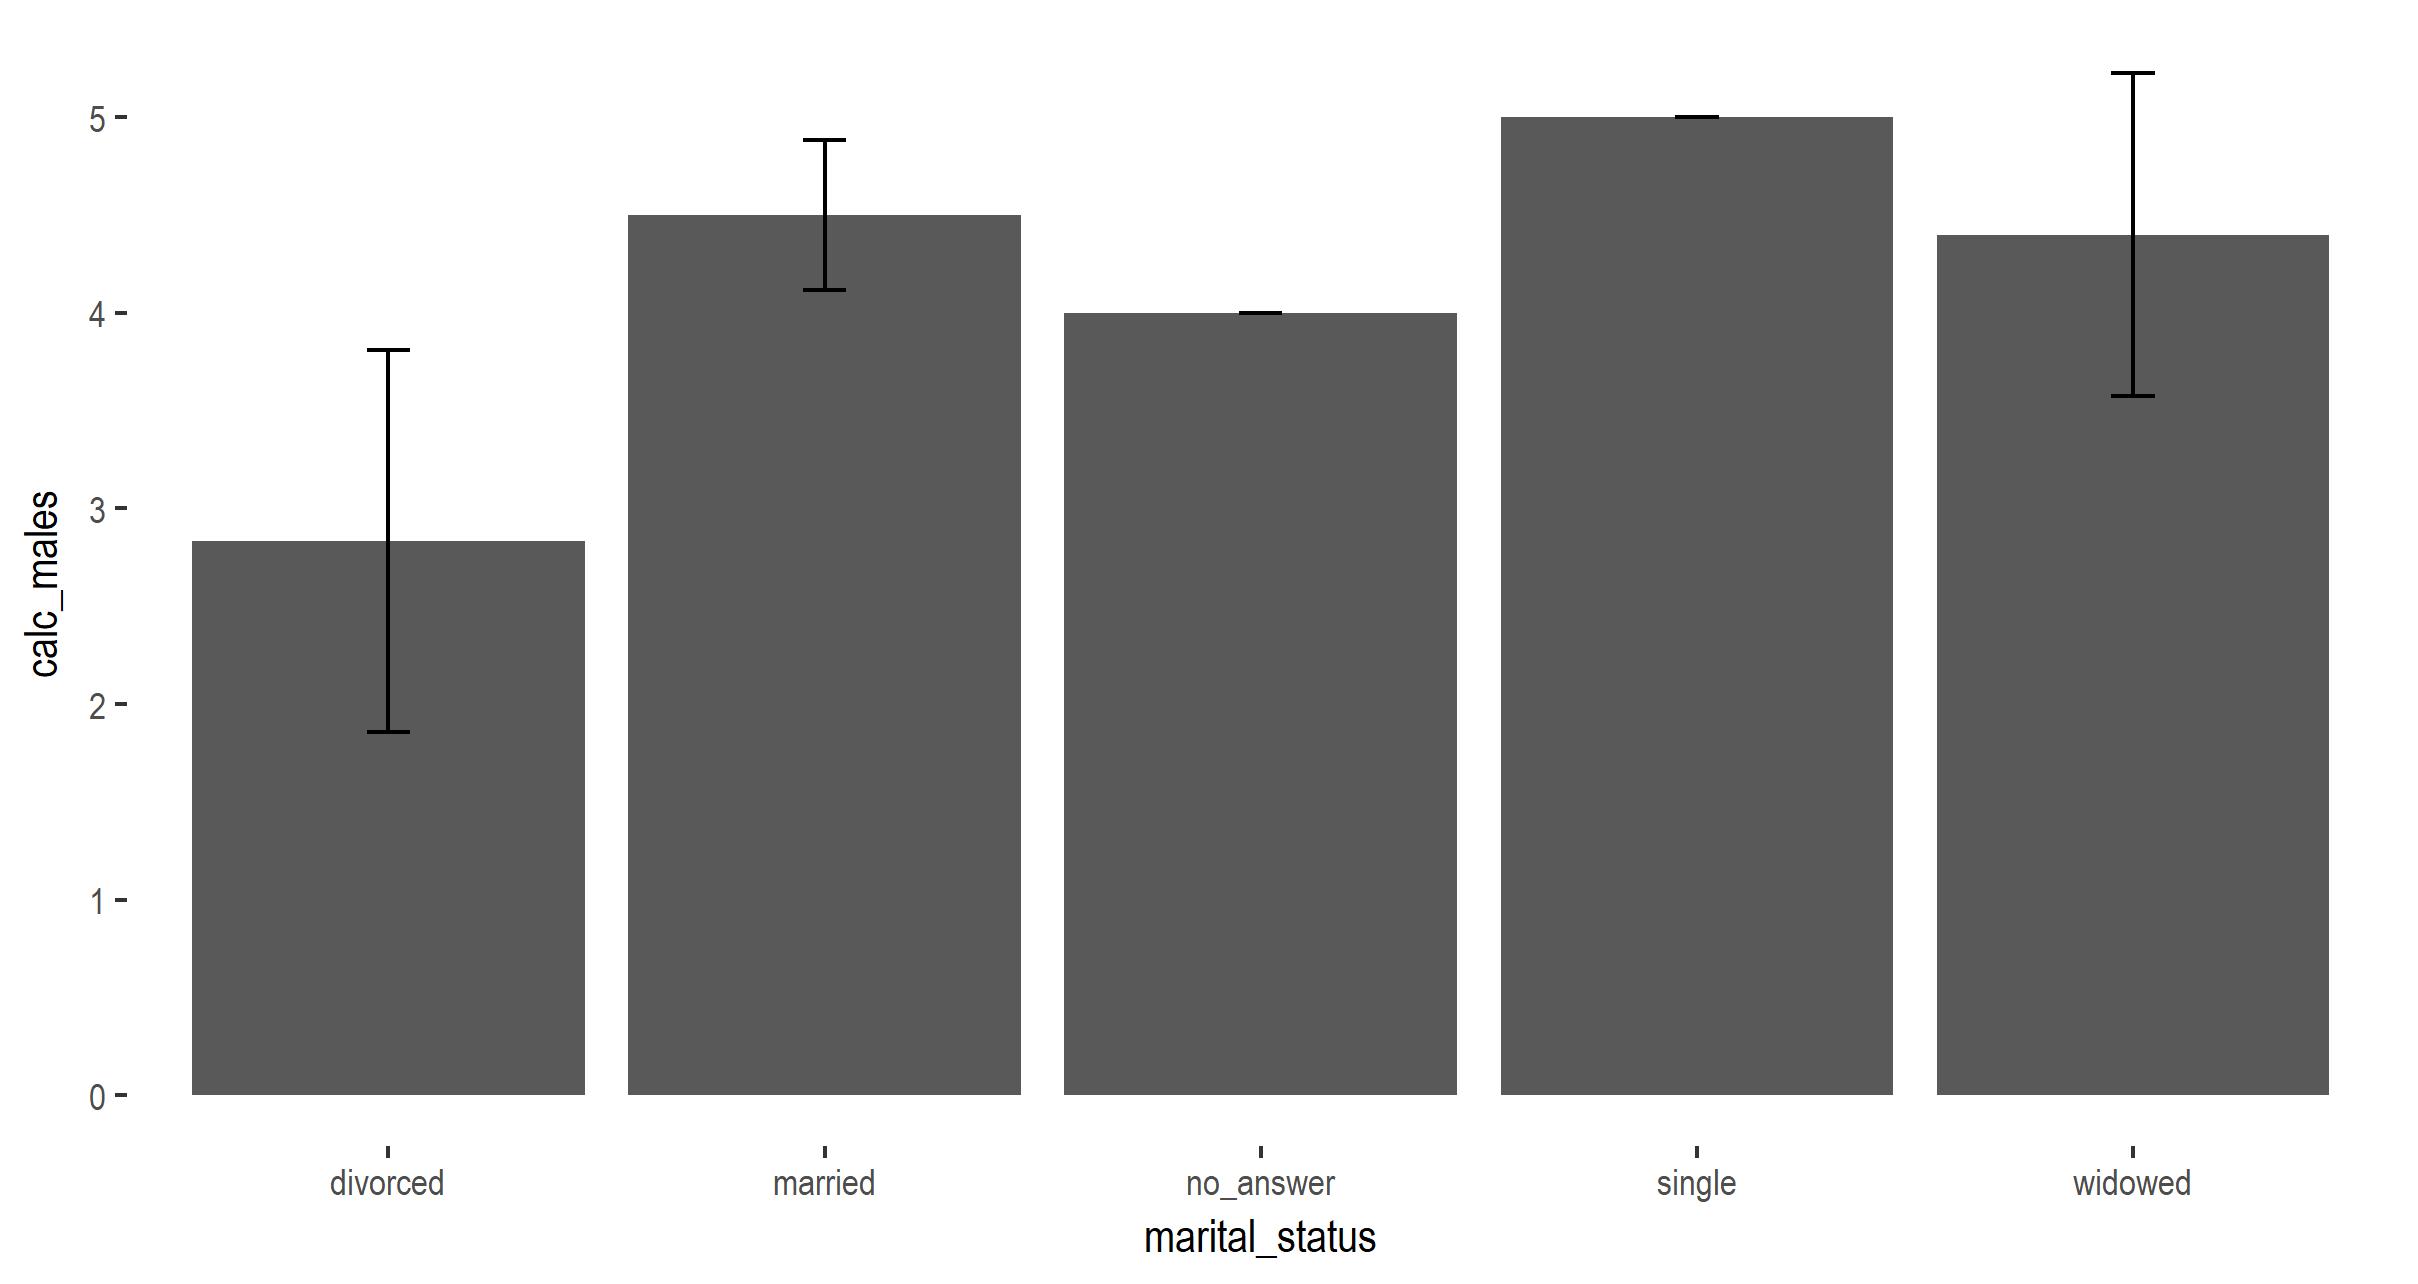 calc_males
5
4
3
2
1
0
divorced married no_answer single widowed
marital_status